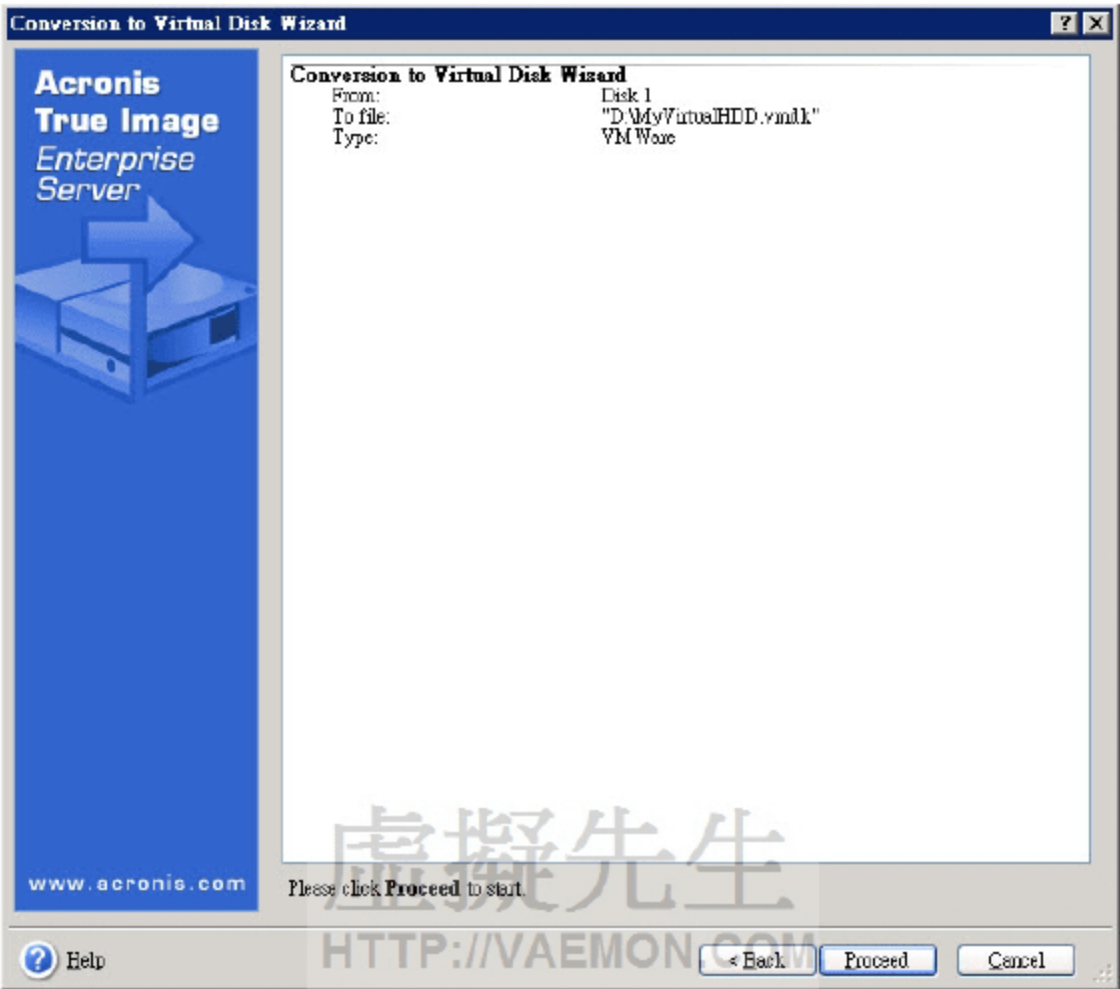 Conversion to Virtual Disk Wizard
Acronis
True Image
Enterprise
Server
Conversion to Virtual Disk Wizard
From: Disk 1
To file: "D:\MyVirtualHDD.vmdk"
Type: VM Ware
虛擬先生
www.acronis.com
Please click Proceed to start.
HTTP://VAEMON.COM
Help
< Back
Proceed
Cancel